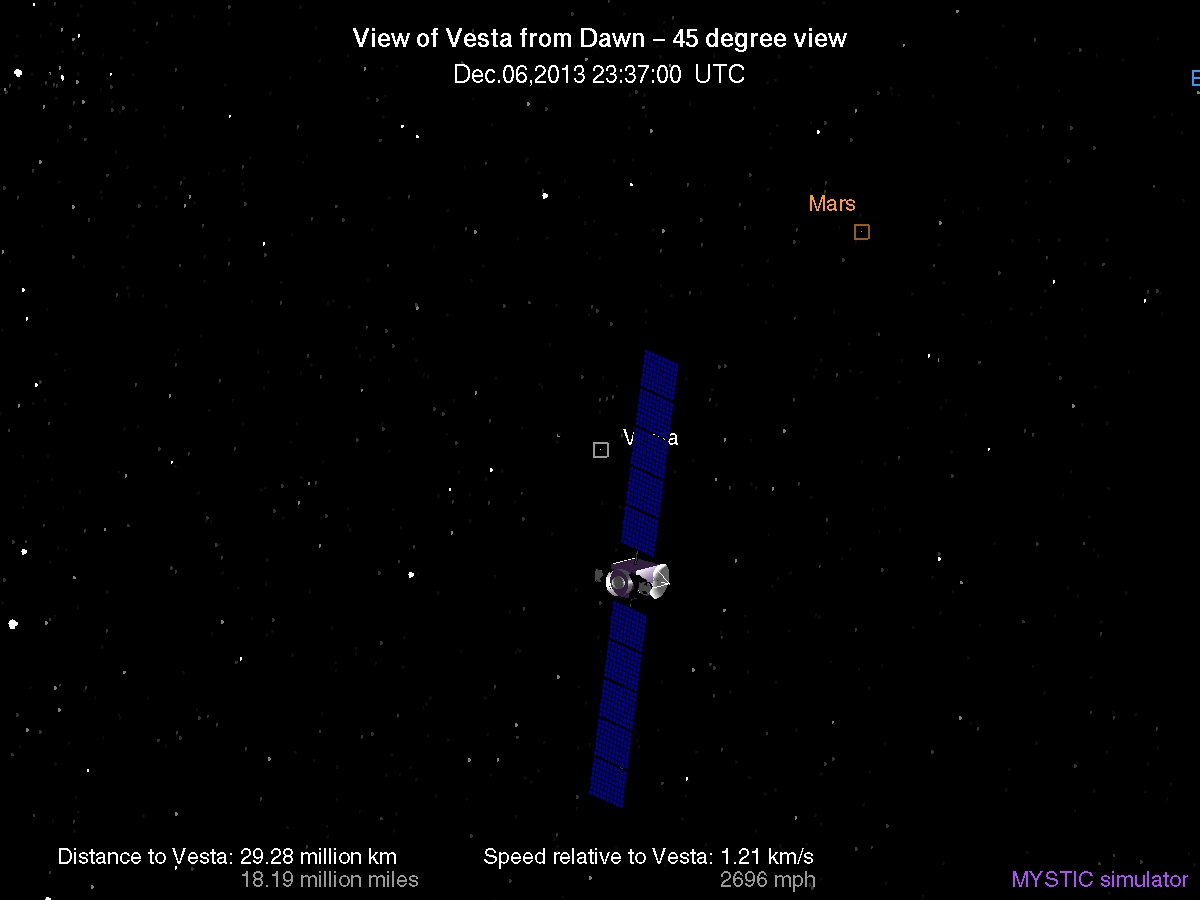 View of Vesta from Dawn – 45 degree view
Dec.06,2013 23:37:00 UTC
E
Mars
Distance to Vesta: 29.28 million km
18.19 million miles
Speed relative to Vesta: 1.21 km/s
2696 mph
MYSTIC simulator